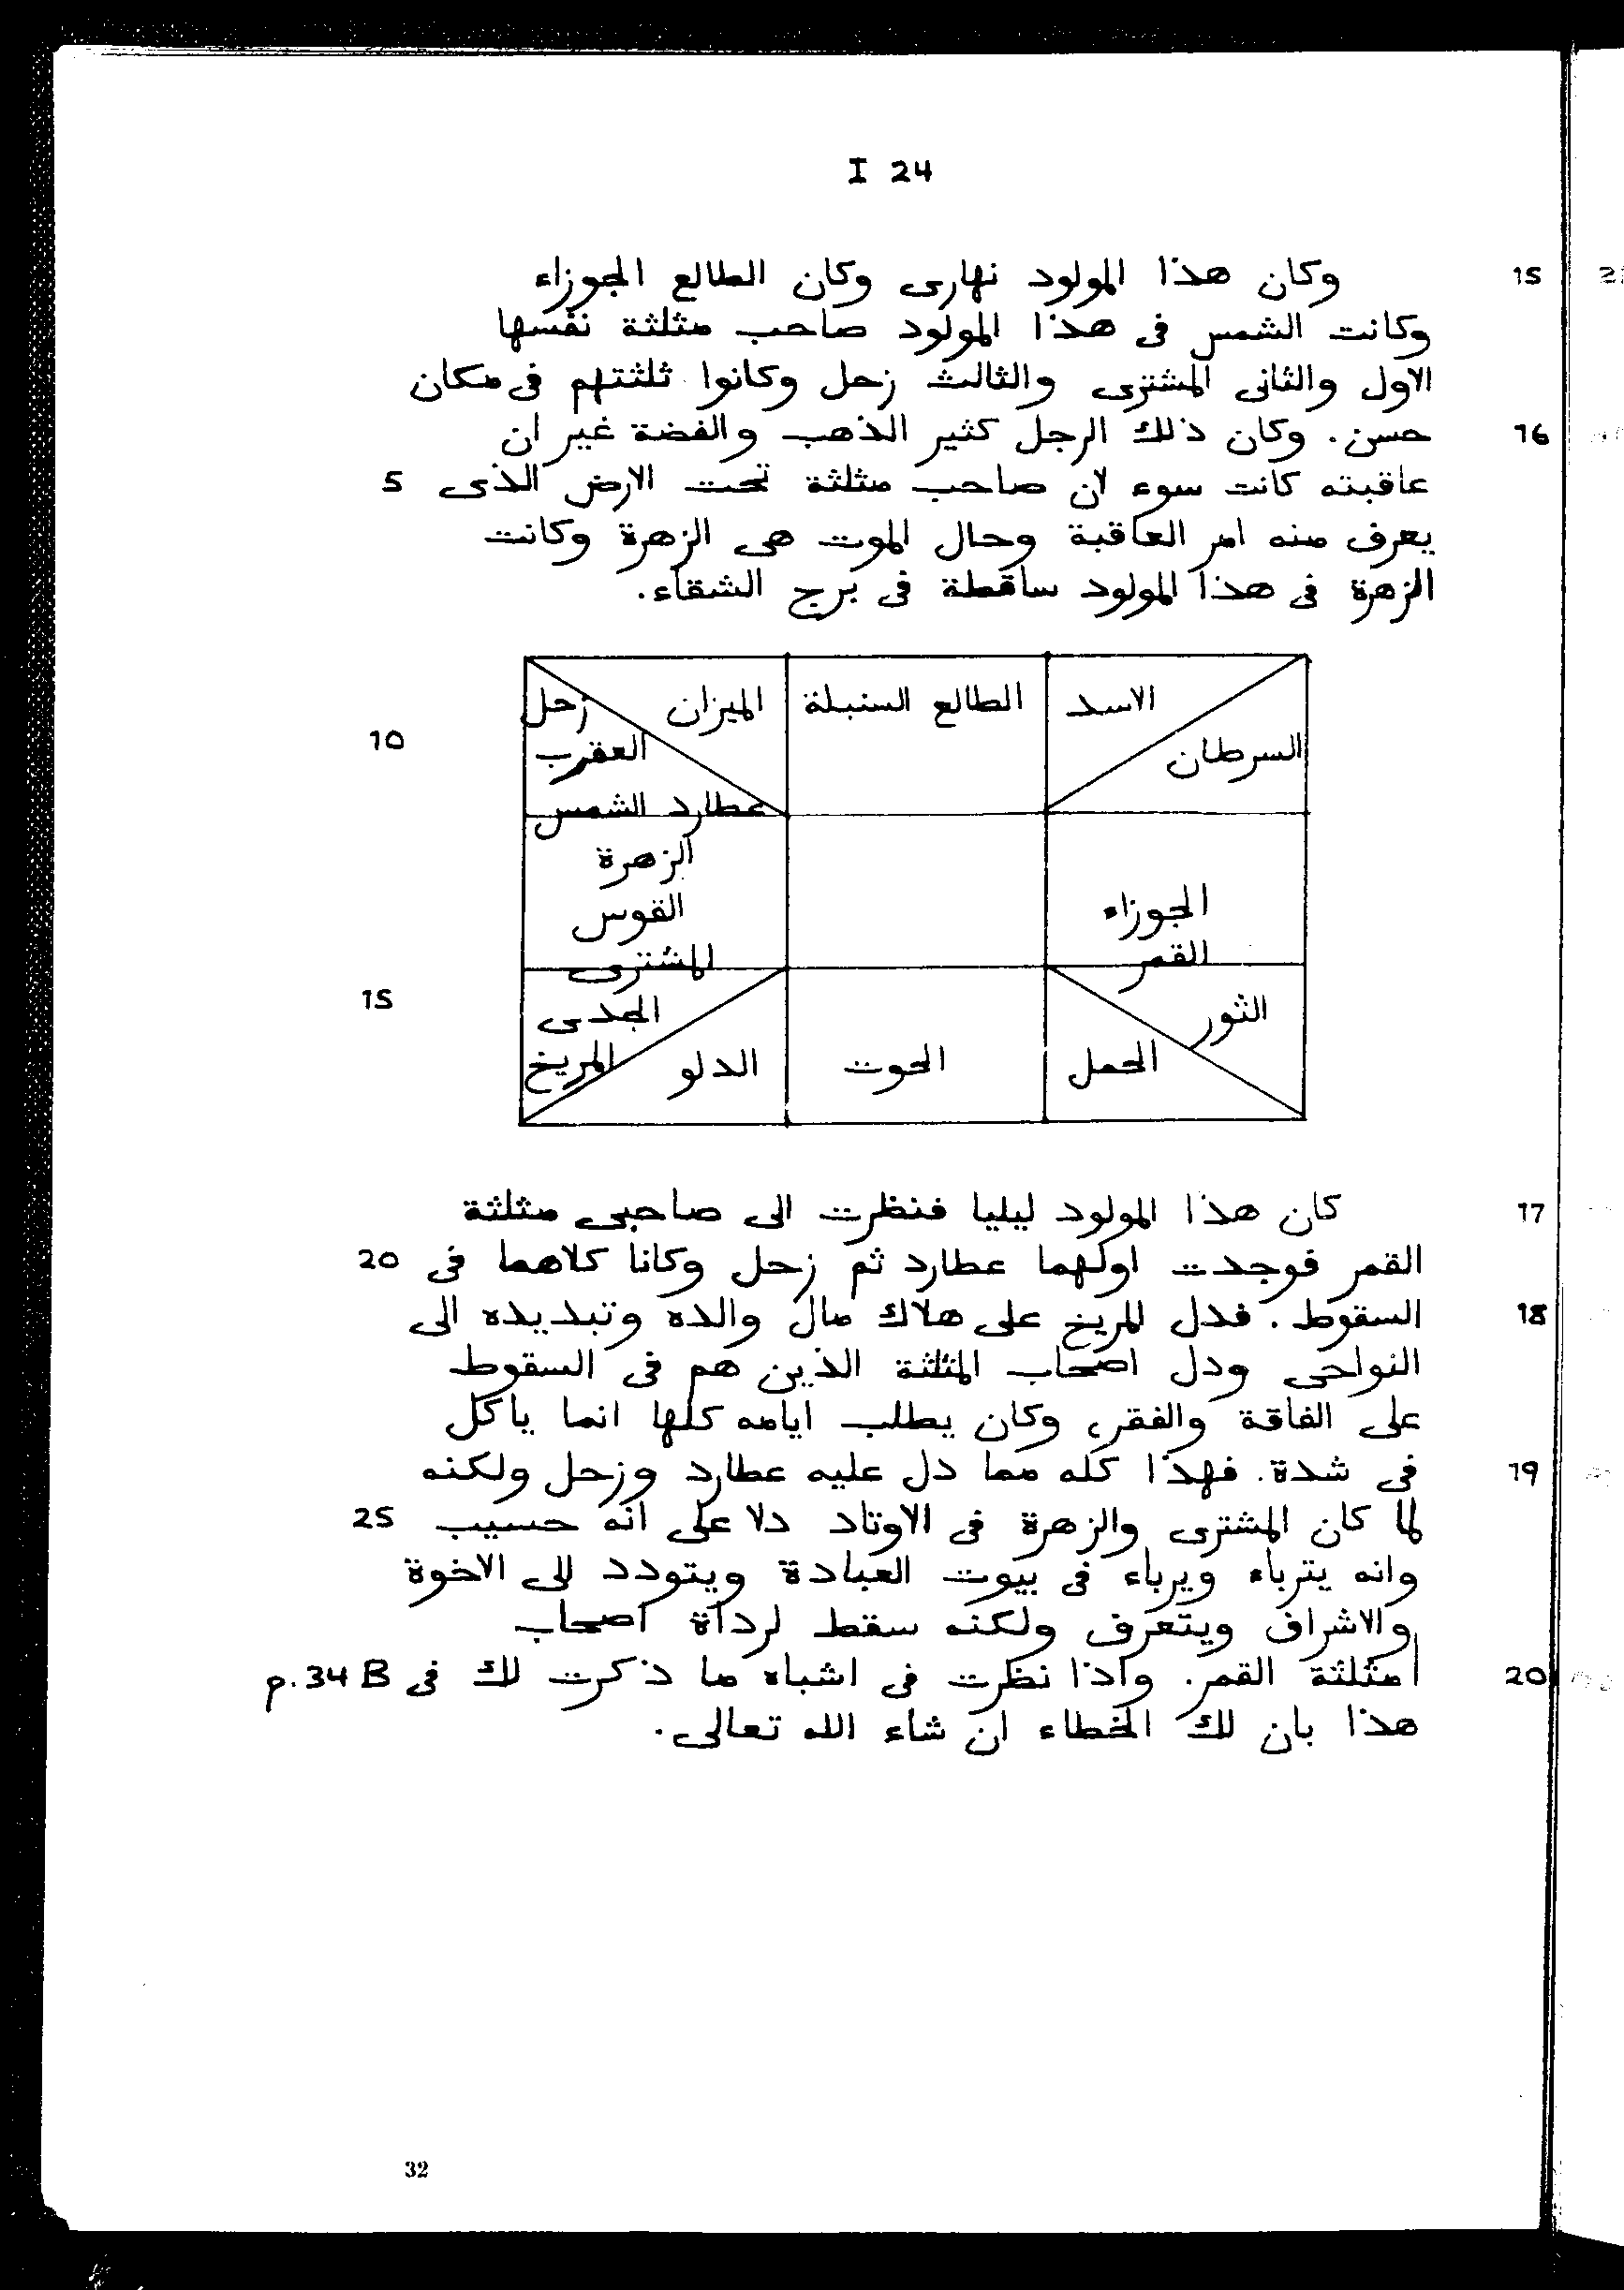 I 24
وكان هذا المولود نهارى وكان الطالع الجوزاء 15
وكانت الشمس فى هذا المولود صاحب مثلثة نفسها
الاول والثانى المشترى والثالث زحل وكانوا ثلثتهم فى مكان
حسن. وكان ذلك الرجل كثير الذهب والفضة غير ان 16
عاقبته كانت سوء لان صاحب مثلثة تحت الارض الذى 5
يعرف منه امر العاقبة وحال الموت هى الزهرة وكانت
الزهرة فى هذا المولود ساقطة فى برج الشقاء.
الاسد
الطالع السنبلة
الميزان
زحل
السرطان
العقرب
10
عطارد الشمس
الزهرة
الجوزاء
القوس
القمر
المشترى
الثور
الجدى
15
الحمل
الحوت
الدلو
المريخ
كان هذا المولود ليليا فنظرت الى صاحبى مثلثة 17
القمر فوجدت اولهما عطارد ثم زحل وكانا كلاهما فى 20
السقوط. فدل المريخ على هلاك مال والده وتبديده الى 18
النواحى ودل اصحاب المثلثة الذين هم فى السقوط
على الفاقة والفقر، وكان يطلب ايامه كلها انما ياكل
فى شدة. فهذا كله مما دل عليه عطارد وزحل ولكنه 19
لما كان المشترى والزهرة فى الاوتاد دلا على انه حسيب 25
وانه يترباء ويرباء فى بيوت العبادة ويتودد الى الاخوة
والاشراف ويتعرف ولكنه سقط لرداة اصحاب
مثلثة القمر. واذا نظرت فى اشباه ما ذكرت لك فى p.34 B 20
هذا بان لك الخطاء ان شاء الله تعالى.
32